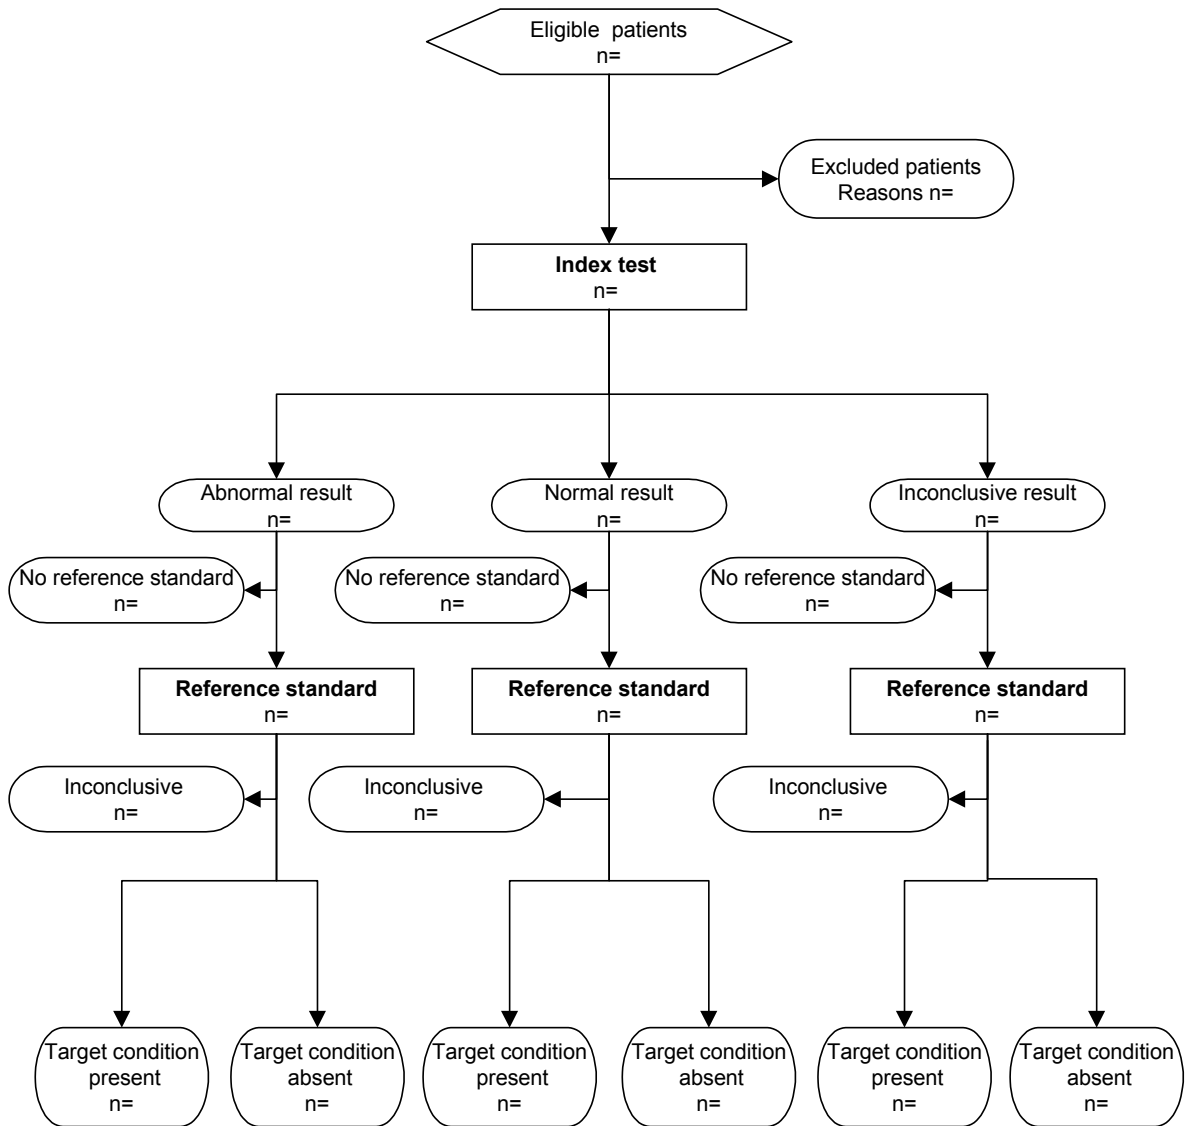 Eligible patients
n=
Excluded patients
Reasons n=
Index test
n=
Abnormal result
n=
Normal result
n=
Inconclusive result
n=
No reference standard
n=
No reference standard
n=
No reference standard
n=
Reference standard
n=
Reference standard
n=
Reference standard
n=
Inconclusive
n=
Inconclusive
n=
Inconclusive
n=
Target condition
present
n=
Target condition
absent
n=
Target condition
present
n=
Target condition
absent
n=
Target condition
present
n=
Target condition
absent
n=